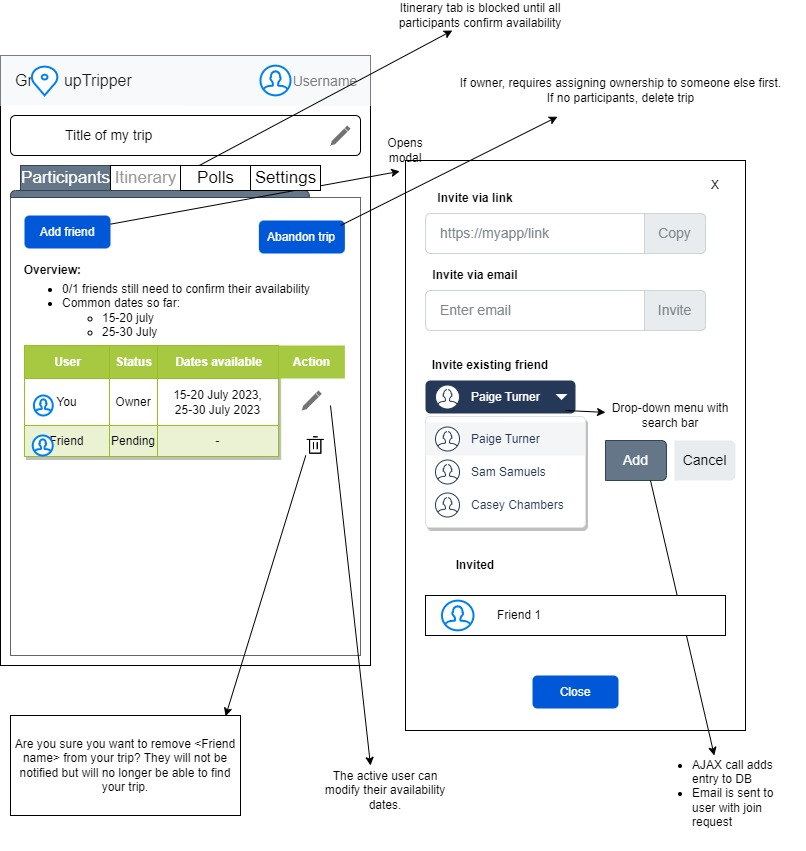 Itinerary tab is blocked until all
participants confirm availability
GroupTripper
Username
If owner, requires assigning ownership to someone else first.
If no participants, delete trip
Title of my trip
Opens
modal
Participants Itinerary Polls Settings
Add friend
Abandon trip
Overview:
0/1 friends still need to confirm their availability
Common dates so far:
15-20 july
25-30 July
User Status Dates available Action
You Owner 15-20 July 2023,
25-30 July 2023
Friend Pending -
X
Invite via link
https://myapp/link Copy
Invite via email
Enter email Invite
Invite existing friend
Paige Turner
Drop-down menu with
search bar
Paige Turner
Sam Samuels
Casey Chambers
Add Cancel
Invited
Friend 1
Close
Are you sure you want to remove <Friend
name> from your trip? They will not be
notified but will no longer be able to find
your trip.
The active user can
modify their availability
dates.
AJAX call adds
entry to DB
Email is sent to
user with join
request